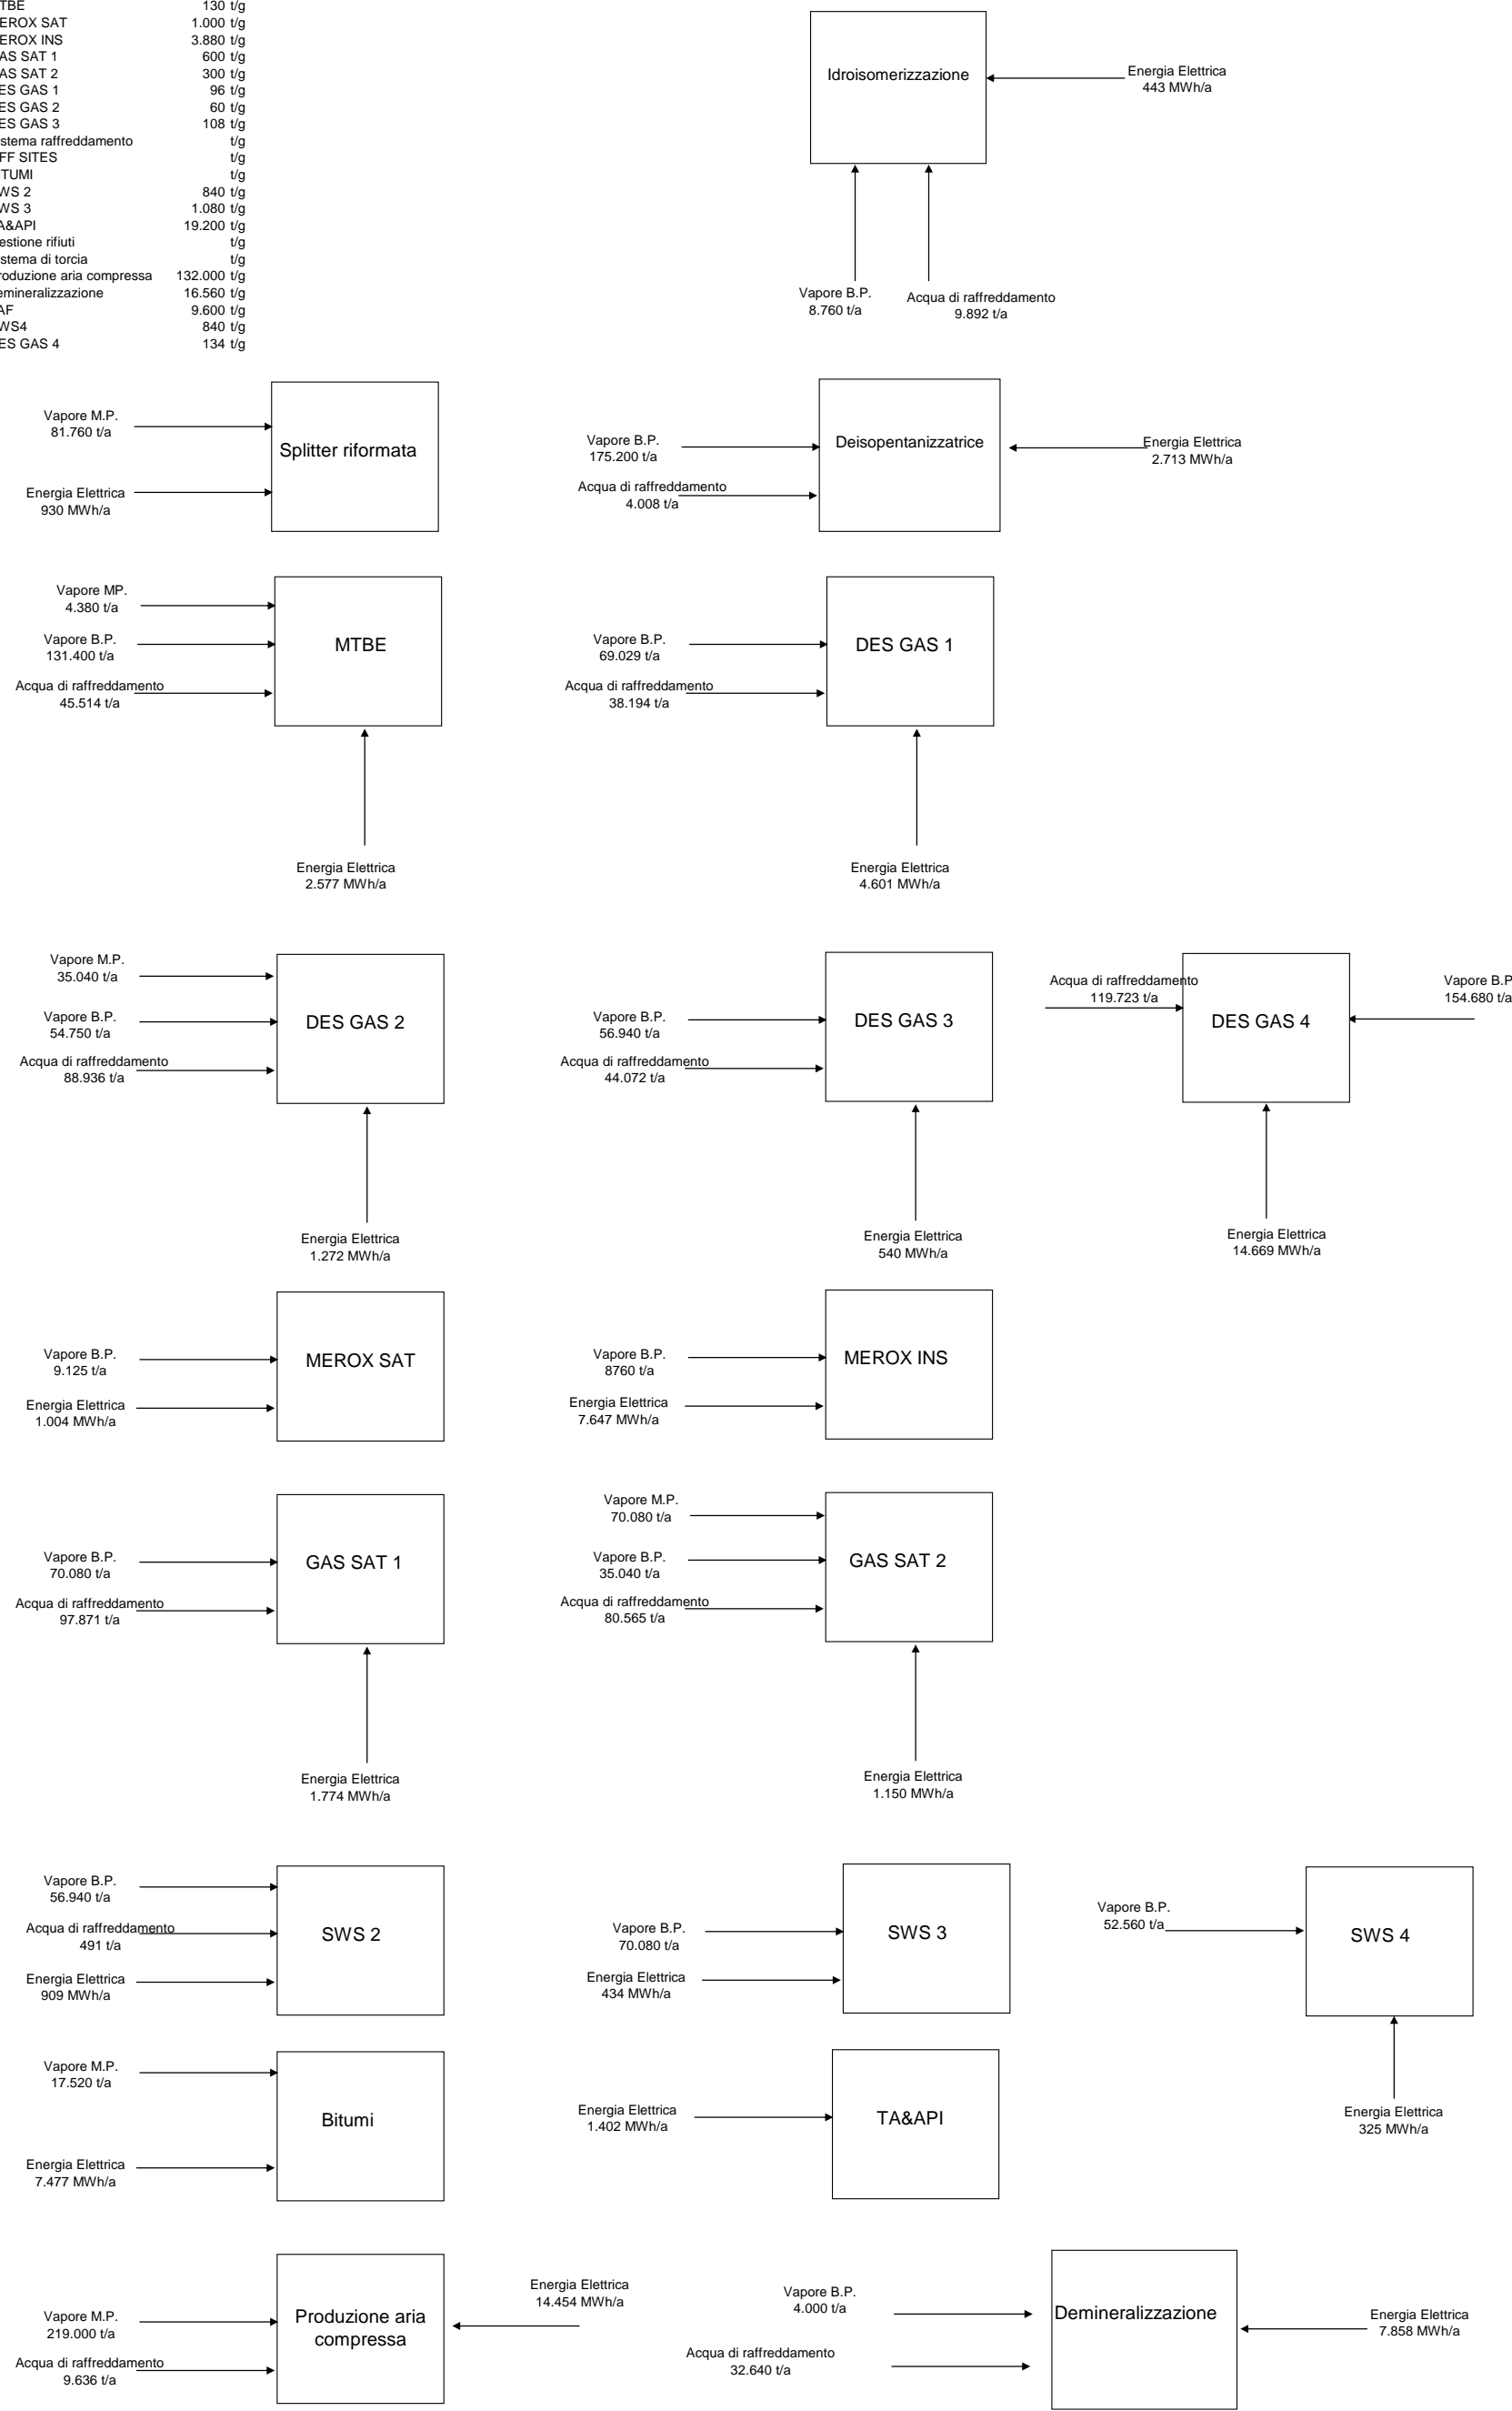 TBE 130 t/g
EROX SAT 1.000 t/g
EROX INS 3.880 t/g
AS SAT 1 600 t/g
AS SAT 2 300 t/g
ES GAS 1 96 t/g
ES GAS 2 60 t/g
ES GAS 3 108 t/g
stema raffreddamento t/g
FF SITES t/g
TUMI t/g
WS 2 840 t/g
WS 3 1.080 t/g
A&API 19.200 t/g
estione rifiuti t/g
stema di torcia t/g
roduzione aria compressa 132.000 t/g
emineralizzazione 16.560 t/g
AF 9.600 t/g
WS4 840 t/g
ES GAS 4 134 t/g
Idroisomerizzazione
Energia Elettrica
443 MWh/a
Vapore B.P.
8.760 t/a
Acqua di raffreddamento
9.892 t/a
Vapore M.P.
81.760 t/a
Energia Elettrica
930 MWh/a
Splitter riformata
Vapore B.P.
175.200 t/a
Acqua di raffreddamento
4.008 t/a
Deisopentanizzatrice
Energia Elettrica
2.713 MWh/a
Vapore MP.
4.380 t/a
Vapore B.P.
131.400 t/a
Acqua di raffreddamento
45.514 t/a
MTBE
Energia Elettrica
2.577 MWh/a
Vapore B.P.
69.029 t/a
Acqua di raffreddamento
38.194 t/a
DES GAS 1
Energia Elettrica
4.601 MWh/a
Vapore M.P.
35.040 t/a
Vapore B.P.
54.750 t/a
Acqua di raffreddamento
88.936 t/a
DES GAS 2
Energia Elettrica
1.272 MWh/a
Vapore B.P.
56.940 t/a
Acqua di raffreddamento
44.072 t/a
DES GAS 3
Energia Elettrica
540 MWh/a
Acqua di raffreddamento
119.723 t/a
DES GAS 4
Vapore B.P
154.680 t/a
Energia Elettrica
14.669 MWh/a
Vapore B.P.
9.125 t/a
Energia Elettrica
1.004 MWh/a
MEROX SAT
Vapore B.P.
8760 t/a
Energia Elettrica
7.647 MWh/a
MEROX INS
Vapore B.P.
70.080 t/a
Acqua di raffreddamento
97.871 t/a
GAS SAT 1
Energia Elettrica
1.774 MWh/a
Vapore M.P.
70.080 t/a
Vapore B.P.
35.040 t/a
Acqua di raffreddamento
80.565 t/a
GAS SAT 2
Energia Elettrica
1.150 MWh/a
Vapore B.P.
56.940 t/a
Acqua di raffreddamento
491 t/a
Energia Elettrica
909 MWh/a
SWS 2
Vapore B.P.
70.080 t/a
Energia Elettrica
434 MWh/a
SWS 3
Vapore B.P.
52.560 t/a
SWS 4
Energia Elettrica
325 MWh/a
Vapore M.P.
17.520 t/a
Energia Elettrica
7.477 MWh/a
Bitumi
Energia Elettrica
1.402 MWh/a
TA&API
Vapore M.P.
219.000 t/a
Acqua di raffreddamento
9.636 t/a
Produzione aria
compressa
Energia Elettrica
14.454 MWh/a
Vapore B.P.
4.000 t/a
Acqua di raffreddamento
32.640 t/a
Demineralizzazione
Energia Elettrica
7.858 MWh/a